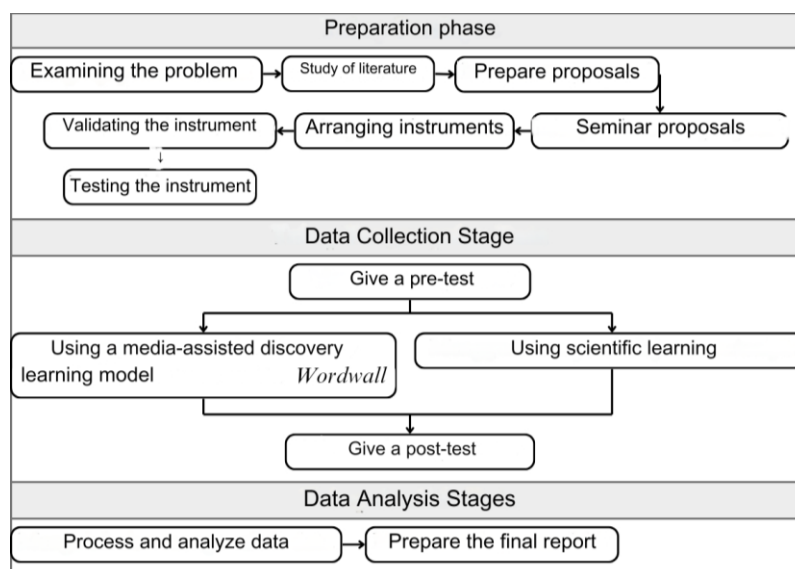 Preparation phase
Examining the problem
Study of literature
Prepare proposals
Seminar proposals
Arranging instruments
Validating the instrument
Testing the instrument
Data Collection Stage
Give a pre-test
Using a media-assisted discovery
learning model Wordwall
Using scientific learning
Give a post-test
Data Analysis Stages
Process and analyze data
Prepare the final report